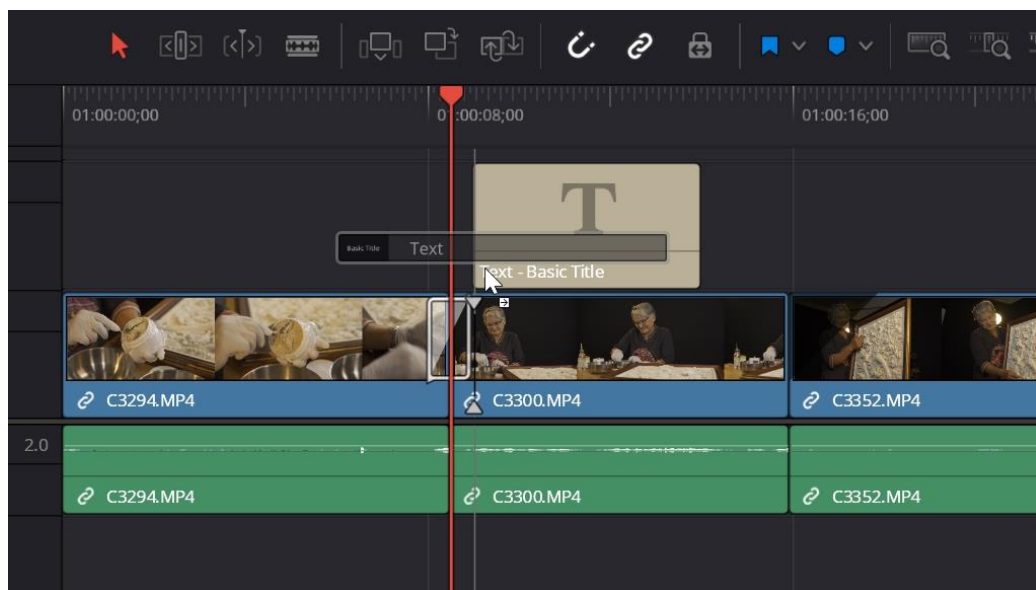 01:00:00;00
01:00:08;00
01:00:16;00
T
Basic Title Text
Text - Basic Title
C3294.MP4
C3300.MP4
C3352.MP4
2.0
C3294.MP4
C3300.MP4
C3352.MP4